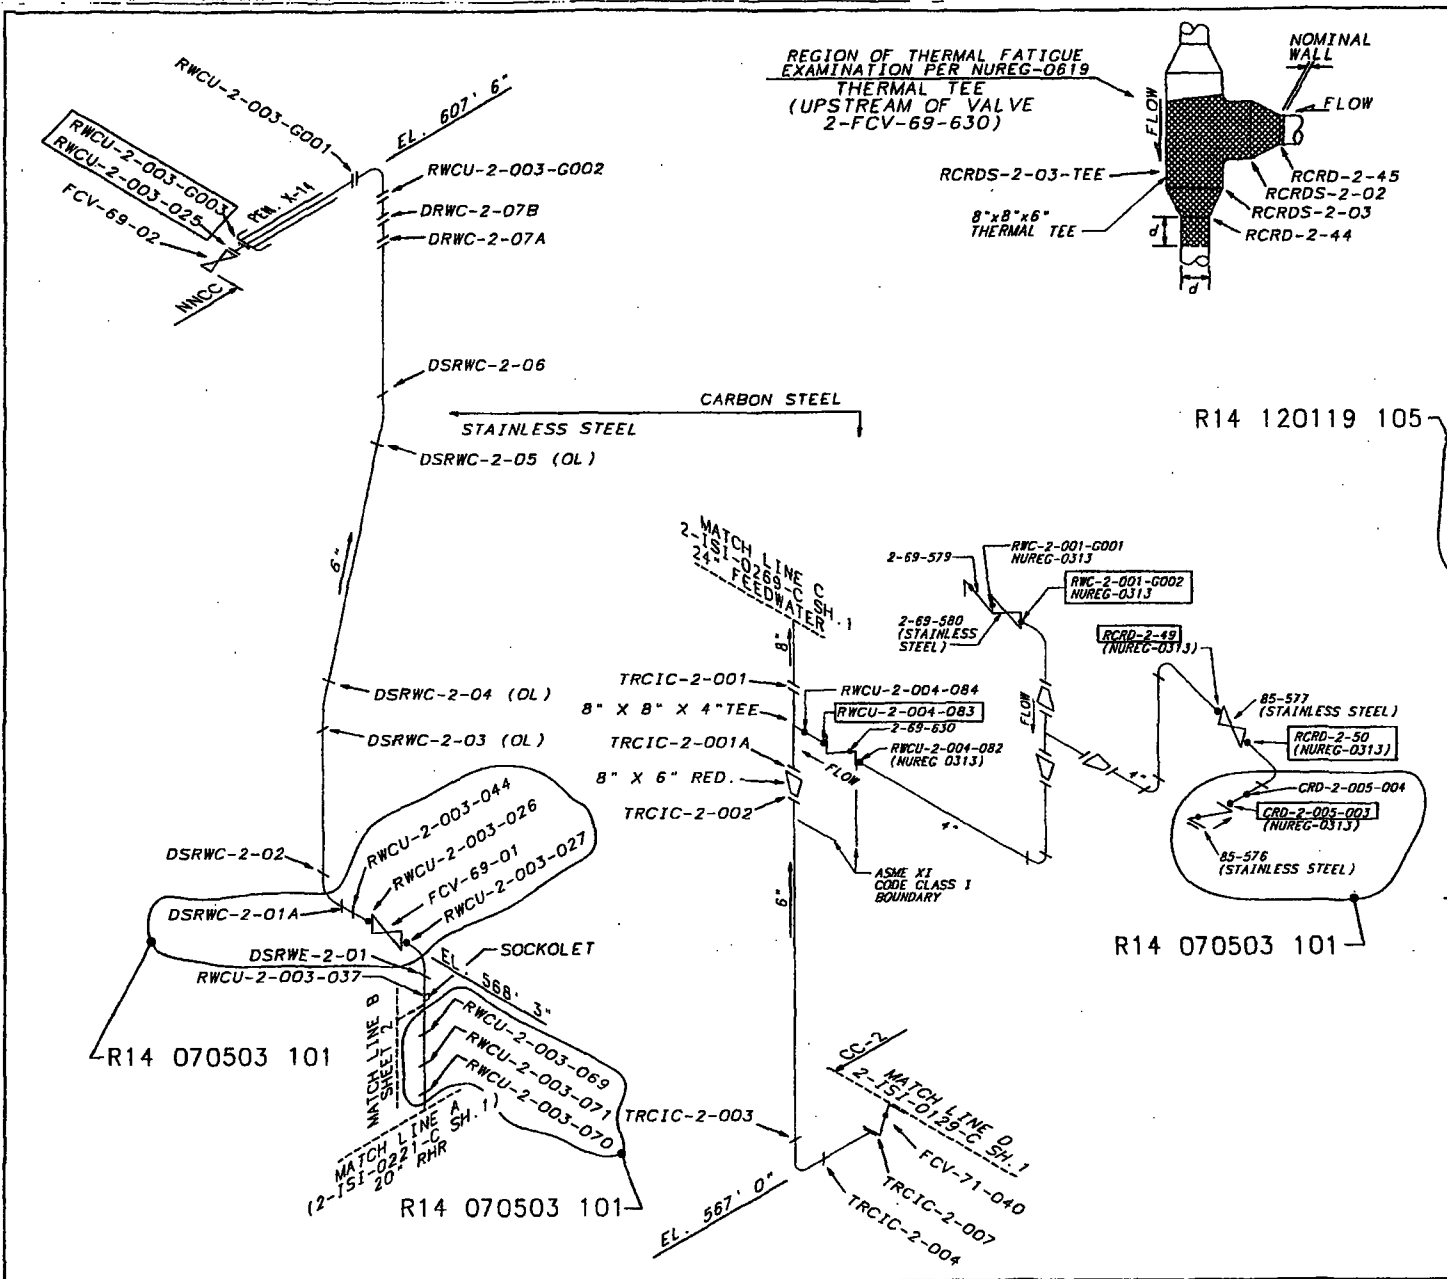 RWCU-2-003-G001
EL. 607' 6"
RWCU-2-003-G003
RWCU-2-003-025
FCV-69-02
PEN. X-14
NNCC
RWCU-2-003-G002
DRWC-2-07B
DRWC-2-07A
DSRWC-2-06
CARBON STEEL
STAINLESS STEEL
DSRWC-2-05 (OL)
6"
DSRWC-2-04 (OL)
DSRWC-2-03 (OL)
RWCU-2-003-044
RWCU-2-003-026
FCV-69-01
RWCU-2-003-027
DSRWC-2-02
DSRWC-2-01A
DSRWE-2-01
SOCKOLET
RWCU-2-003-037
EL. 568' 3"
MATCH LINE B
SHEET 2
RWCU-2-003-069
RWCU-2-003-071
RWCU-2-003-070
R14 070503 101
MATCH LINE A
(2-ISI-0221-C SH.1)
20" RHR
R14 070503 101
REGION OF THERMAL FATIGUE
EXAMINATION PER NUREG-0619
THERMAL TEE
(UPSTREAM OF VALVE
2-FCV-69-630)
FLOW
NOMINAL
WALL
FLOW
RCRDS-2-03-TEE
8"x8"x6"
THERMAL TEE
RCRD-2-45
RCRDS-2-02
RCRDS-2-03
RCRD-2-44
d
d
R14 120119 105
MATCH LINE C
2-ISI-0269-C SH.1
24" FEEDWATER
8"
2-69-579
RWC-2-001-G001
NUREG-0313
RWC-2-001-G002
NUREG-0313
2-69-580
(STAINLESS
STEEL)
RCRD-2-49
(NUREG-0313)
85-577
(STAINLESS STEEL)
RCRD-2-50
(NUREG-0313)
TRCIC-2-001
8" X 8" X 4"TEE
TRCIC-2-001A
8" X 6" RED.
TRCIC-2-002
RWCU-2-004-084
RWCU-2-004-083
2-69-630
RWCU-2-004-082
(NUREG 0313)
FLOW
FLOW
4"
4"
CRD-2-005-004
CRD-2-005-003
(NUREG-0313)
85-576
(STAINLESS STEEL)
ASME XI
CODE CLASS I
BOUNDARY
6"
R14 070503 101
TRCIC-2-003
CC-2
MATCH LINE D
2-ISI-0129-C SH.1
FCV-71-040
TRCIC-2-007
TRCIC-2-004
EL. 567' 0"